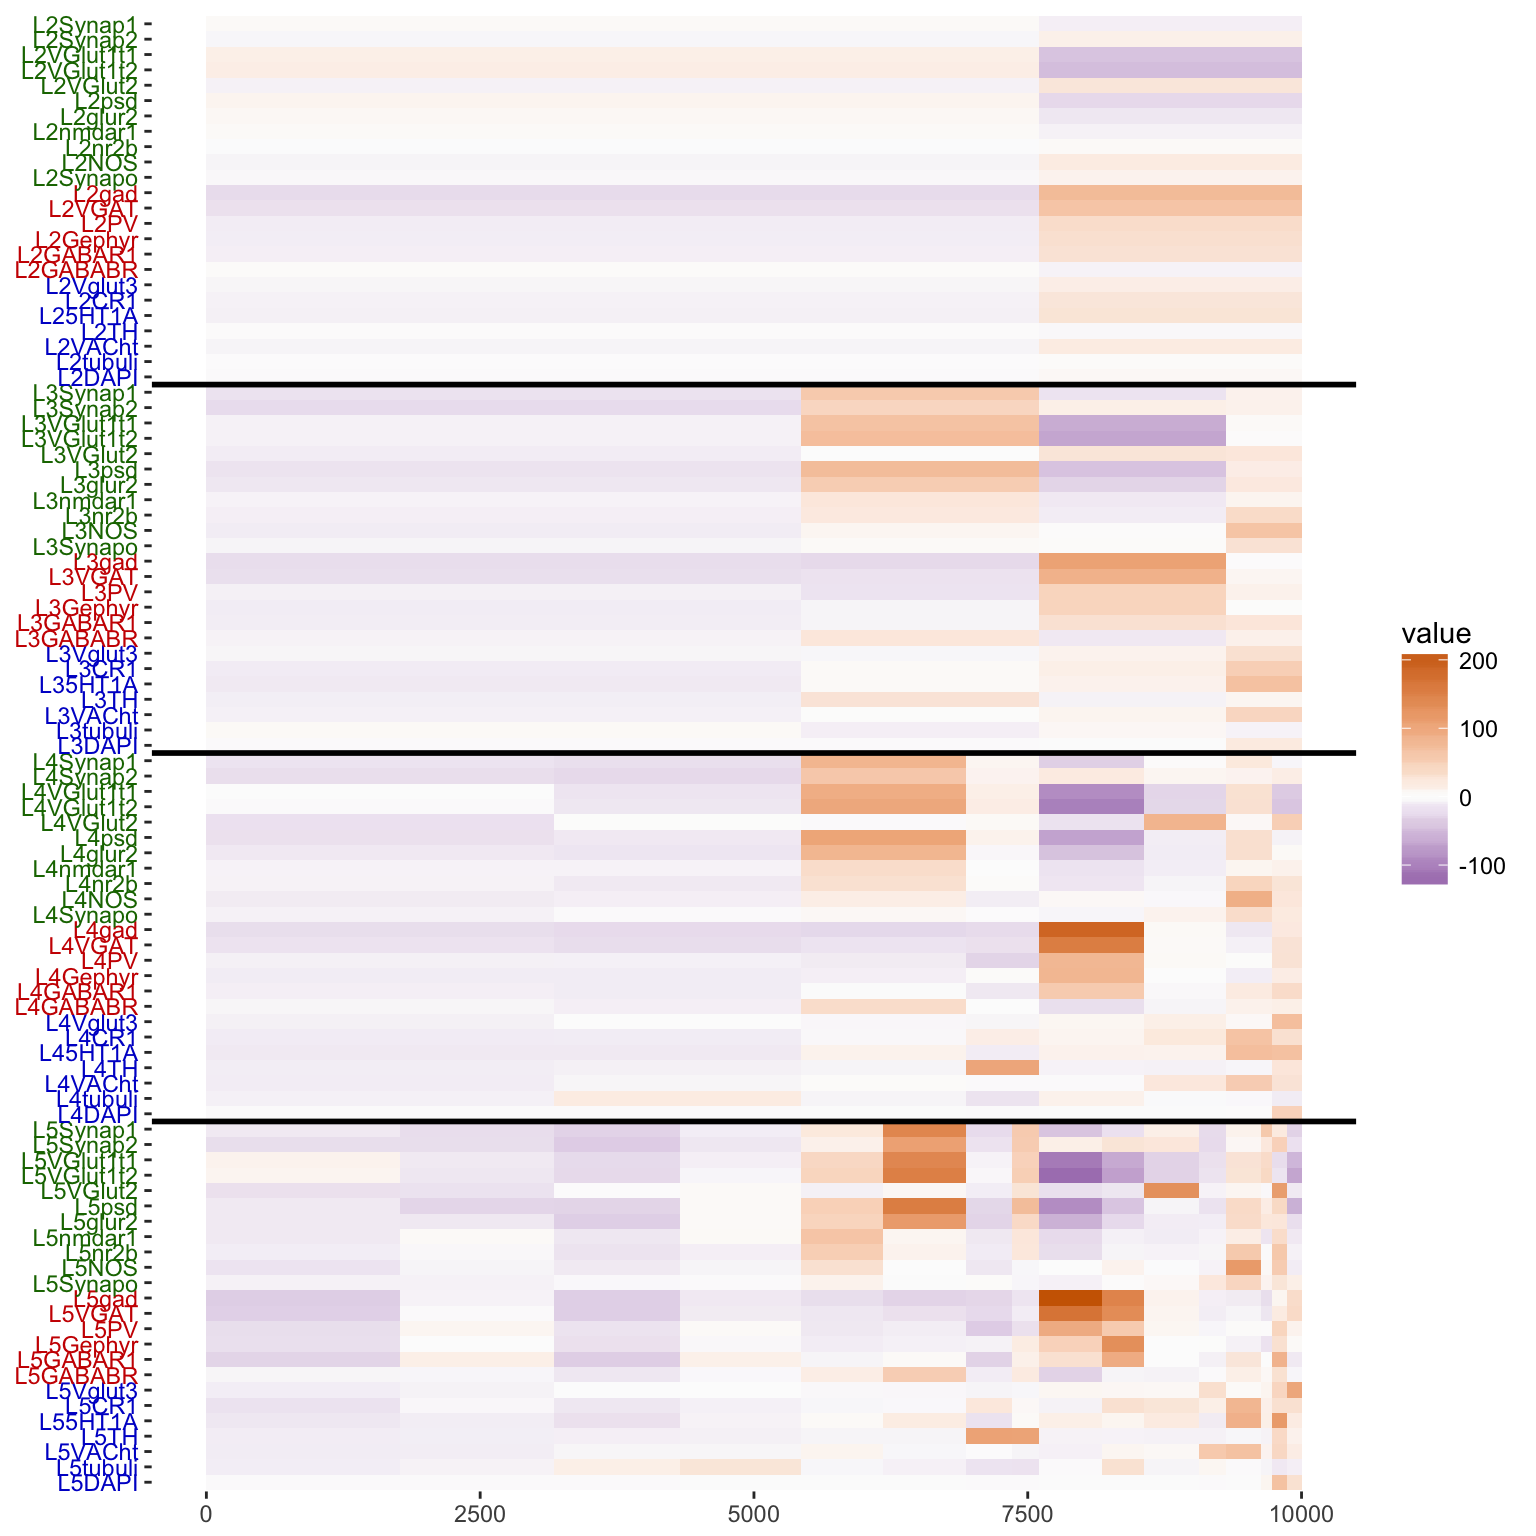 L2Synap1
L2Synap2
L2VGlut1t1
L2VGlut1t2
L2VGlut2
L2psd
L2glur2
L2nmdar1
L2nr2b
L2NOS
L2Synapo
L2gad
L2VGAT
L2PV
L2Gephyr
L2GABAR1
L2GABABR
L2Vglut3
L2CR1
L25HT1A
L2TH
L2VACht
L2tubuli
L2DAPI
L3Synap1
L3Synap2
L3VGlut1t1
L3VGlut1t2
L3VGlut2
L3psd
L3glur2
L3nmdar1
L3nr2b
L3NOS
L3Synapo
L3gad
L3VGAT
L3PV
L3Gephyr
L3GABAR1
L3GABABR
L3Vglut3
L3CR1
L35HT1A
L3TH
L3VACht
L3tubuli
L3DAPI
L4Synap1
L4Synap2
L4VGlut1t1
L4VGlut1t2
L4VGlut2
L4psd
L4glur2
L4nmdar1
L4nr2b
L4NOS
L4Synapo
L4gad
L4VGAT
L4PV
L4Gephyr
L4GABAR1
L4GABABR
L4Vglut3
L4CR1
L45HT1A
L4TH
L4VACht
L4tubuli
L4DAPI
L5Synap1
L5Synap2
L5VGlut1t1
L5VGlut1t2
L5VGlut2
L5psd
L5glur2
L5nmdar1
L5nr2b
L5NOS
L5Synapo
L5gad
L5VGAT
L5PV
L5Gephyr
L5GABAR1
L5GABABR
L5Vglut3
L5CR1
L55HT1A
L5TH
L5VACht
L5tubuli
L5DAPI
0 2500 5000 7500 10000
value
200
100
0
-100